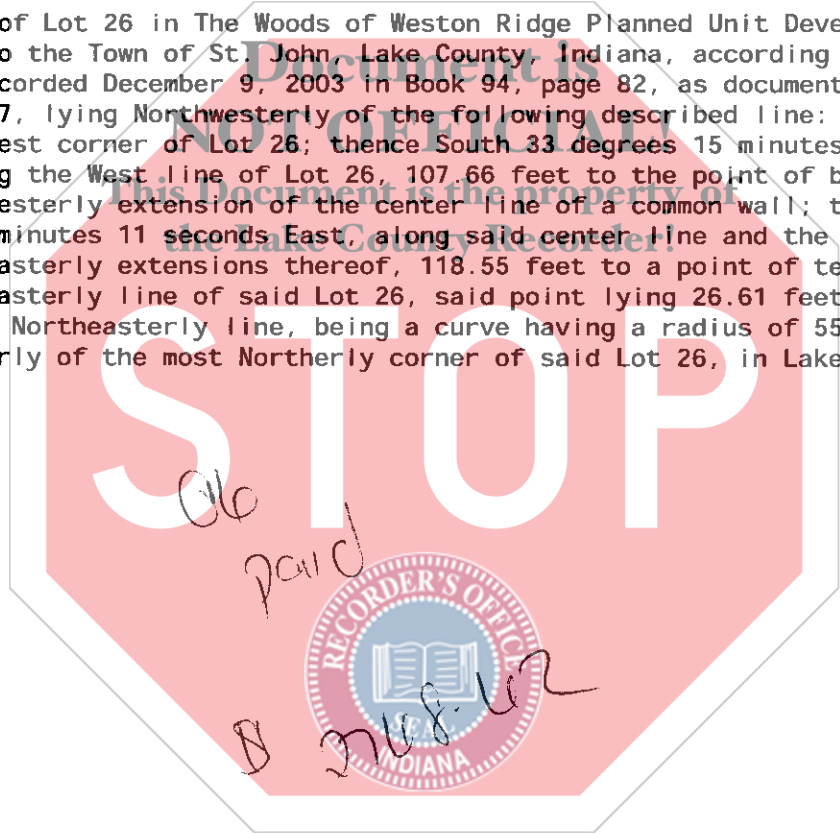 of Lot 26 in The Woods of Weston Ridge Planned Unit Deve
o the Town of St. John, Lake County, Indiana, according
corded December 9, 2003 in Book 94, page 82, as document
7, lying Northwesterly of the following described line:
est corner of Lot 26; thence South 33 degrees 15 minutes
g the West line of Lot 26, 107.66 feet to the point of b
esterly extension of the center line of a common wall; t
minutes 11 seconds East, along said center line and the
asterly extensions thereof, 118.55 feet to a point of te
asterly line of said Lot 26, said point lying 26.61 feet
Northeasterly line, being a curve having a radius of 55
rly of the most Northerly corner of said Lot 26, in Lake
Document is
NOT OFFICIAL!
This Document is the property of
the Lake County Recorder!
STOP
06
paid
RECORDER'S OFFICE
SEAL
INDIANA